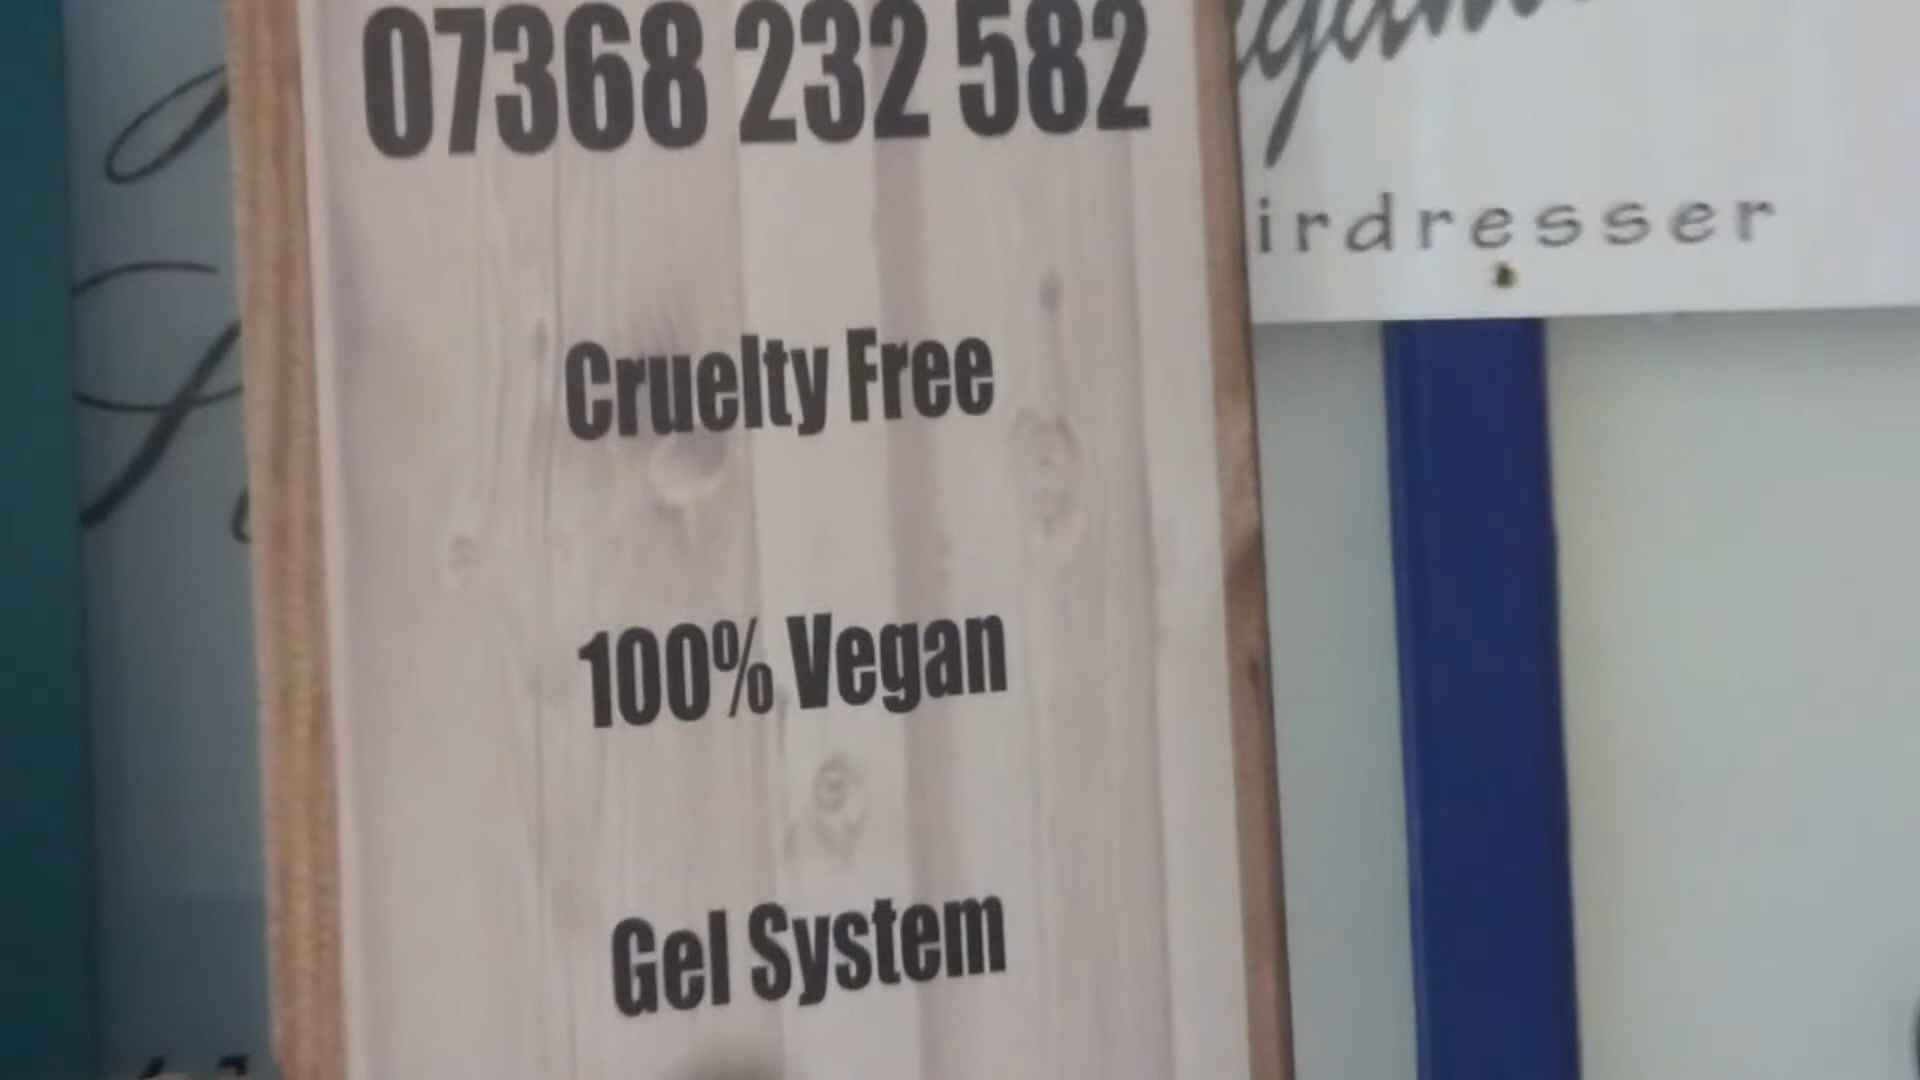 07368 232 582
irdresser
Cruelty Free
100% Vegan
Gel System